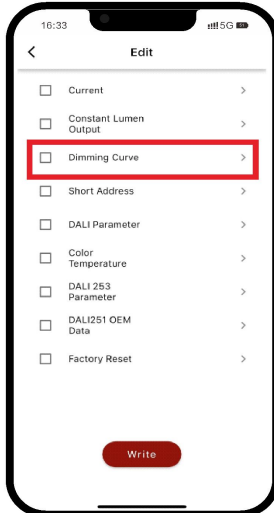 16:33
5G
Edit
Current
Constant Lumen
Output
Dimming Curve
Short Address
DALI Parameter
Color
Temperature
DALI 253
Parameter
DALI251 OEM
Data
Factory Reset
Write